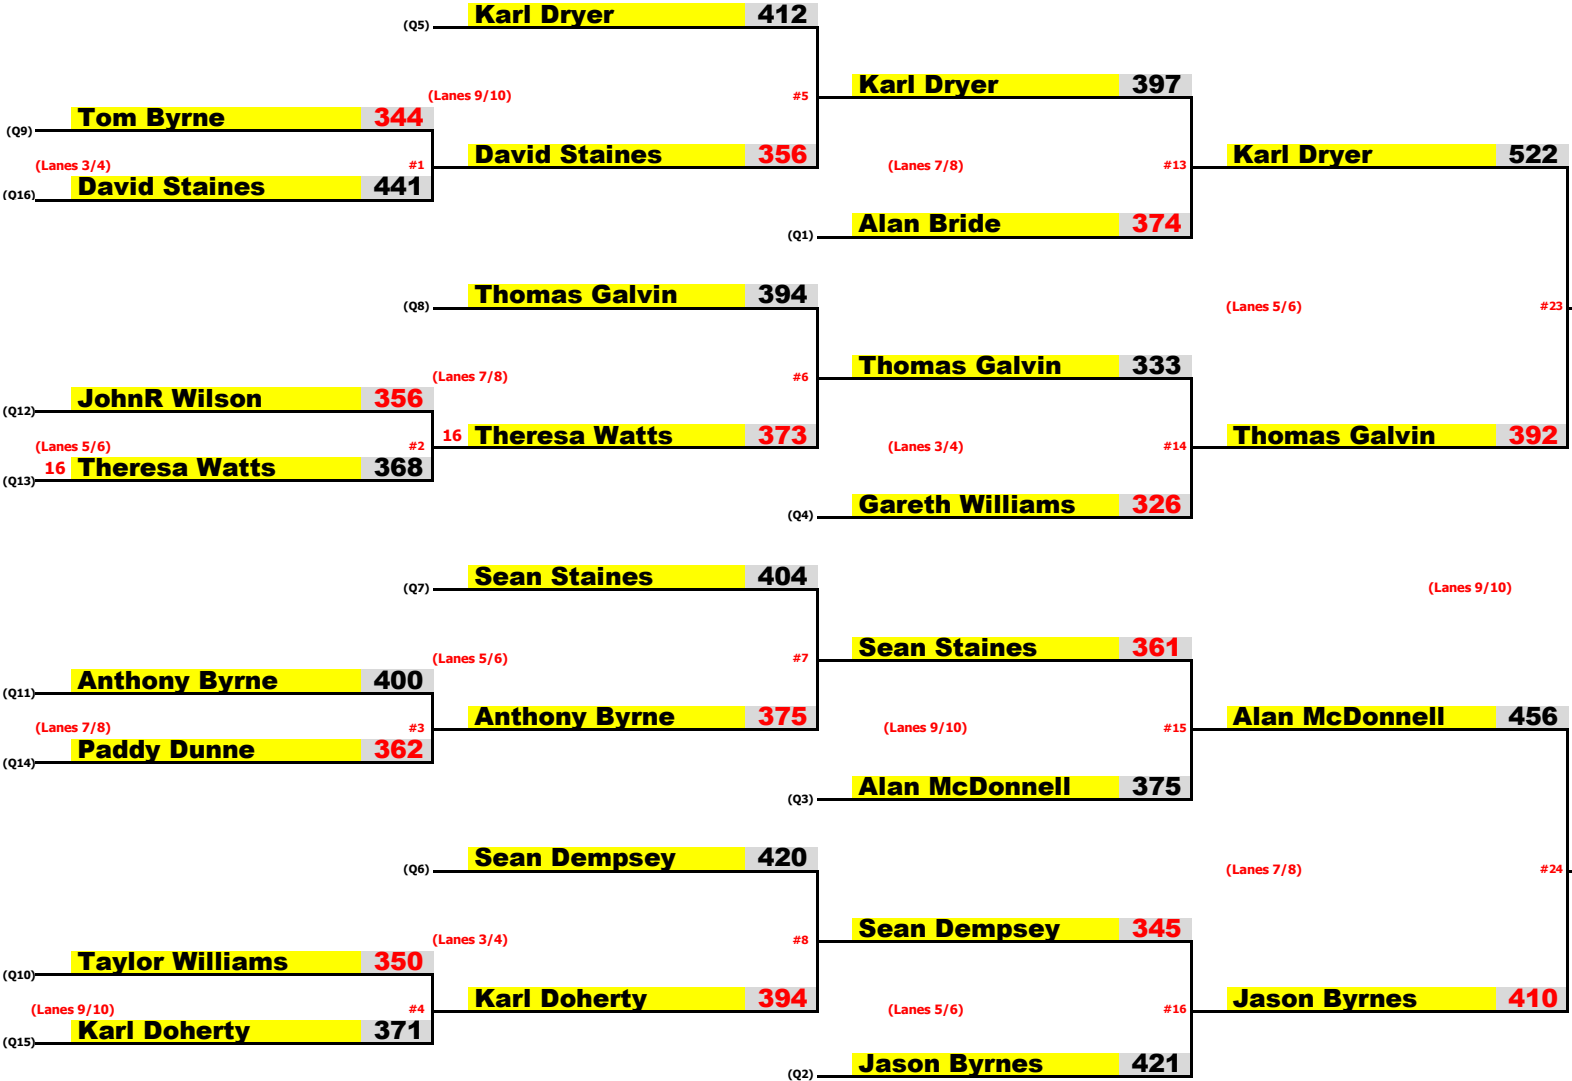 (Q5) Karl Dryer 412
(Lanes 9/10) #5 Karl Dryer 397
(Q9) Tom Byrne 344
(Lanes 3/4) #1 David Staines 356 (Lanes 7/8) #13 Karl Dryer 522
(Q16) David Staines 441
(Q1) Alan Bride 374
(Q8) Thomas Galvin 394 (Lanes 5/6) #23
(Lanes 7/8) #6 Thomas Galvin 333
(Q12) JohnR Wilson 356
(Lanes 5/6) #2 16 Theresa Watts 373 (Lanes 3/4) #14 Thomas Galvin 392
(Q13) 16 Theresa Watts 368
(Q4) Gareth Williams 326
(Q7) Sean Staines 404 (Lanes 9/10)
(Lanes 5/6) #7 Sean Staines 361
(Q11) Anthony Byrne 400
(Lanes 7/8) #3 Anthony Byrne 375 (Lanes 9/10) #15 Alan McDonnell 456
(Q14) Paddy Dunne 362
(Q3) Alan McDonnell 375
(Q6) Sean Dempsey 420 (Lanes 7/8) #24
(Lanes 3/4) #8 Sean Dempsey 345
(Q10) Taylor Williams 350
(Lanes 9/10) #4 Karl Doherty 394 (Lanes 5/6) #16 Jason Byrnes 410
(Q15) Karl Doherty 371
(Q2) Jason Byrnes 421